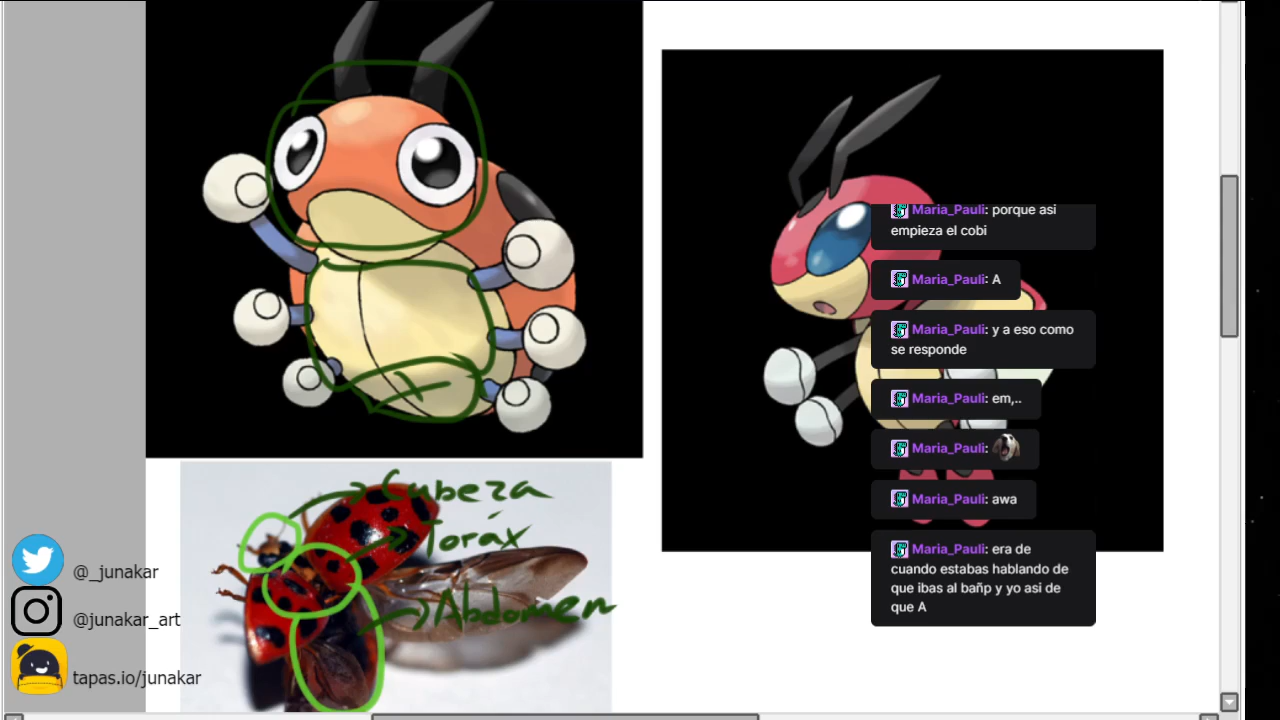 Maria_Pauli: porque asi
empieza el cobi
Maria_Pauli: A
Maria_Pauli: y a eso como
se responde
Maria_Pauli: em,..
Maria_Pauli:
Maria_Pauli: awa
Maria_Pauli: era de
cuando estabas hablando de
de que ibas al bañp y yo asi de
que A
Cabeza
Toráx
Abdomen
@_junakar
@junakar_art
tapas.io/junakar